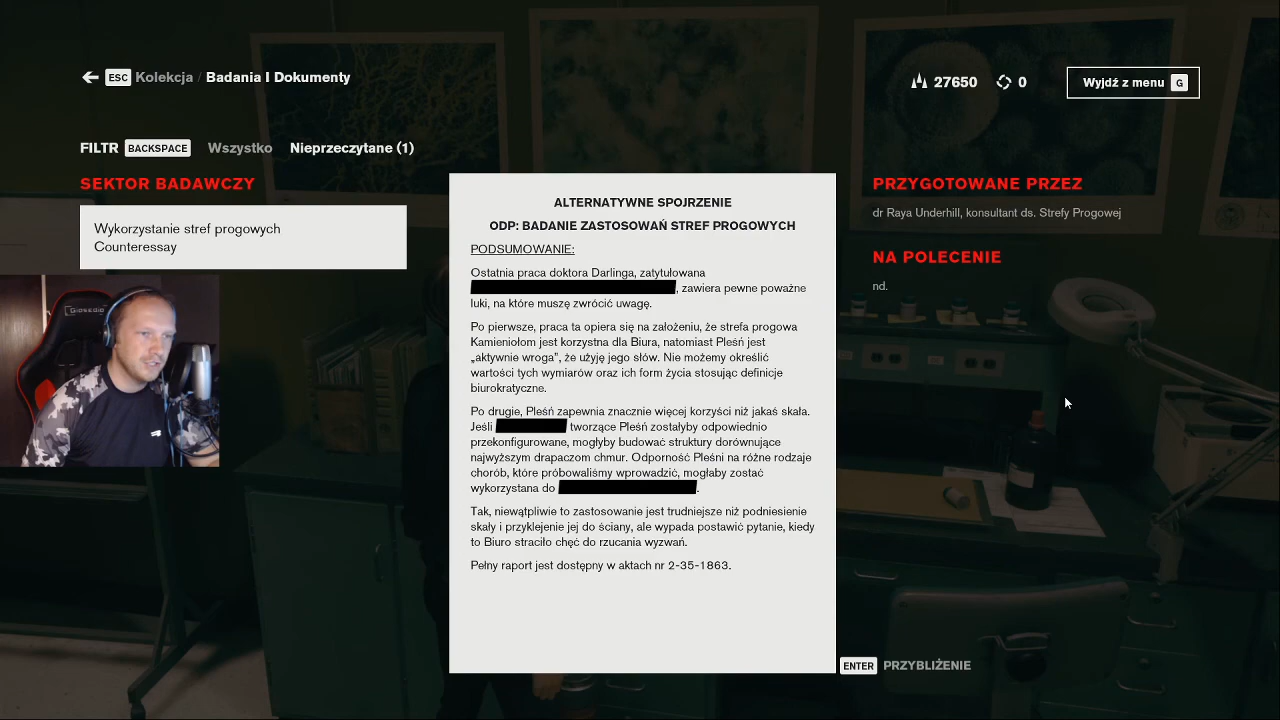 ESC Kolekcja / Badania I Dokumenty
27650 0 Wyjdź z menu G
FILTR BACKSPACE Wszystko Nieprzeczytane (1)
SEKTOR BADAWCZY
Wykorzystanie stref progowych
Counteressay
ALTERNATYWNE SPOJRZENIE
ODP: BADANIE ZASTOSOWAŃ STREF PROGOWYCH
PODSUMOWANIE:
Ostatnia praca doktora Darlinga, zatytułowana
, zawiera pewne poważne
luki, na które muszę zwrócić uwagę.
Po pierwsze, praca ta opiera się na założeniu, że strefa progowa
Kamieniołom jest korzystna dla Biura, natomiast Pleśń jest
„aktywnie wroga”, że użyję jego słów. Nie możemy określić
wartości tych wymiarów oraz ich form życia stosując definicje
biurokratyczne.
Po drugie, Pleśń zapewnia znacznie więcej korzyści niż jakaś skała.
Jeśli tworzące Pleśń zostałyby odpowiednio
przekonfigurowane, mogłyby budować struktury dorównujące
najwyższym drapaczom chmur. Odporność Pleśni na różne rodzaje
chorób, które próbowaliśmy wprowadzić, mogłaby zostać
wykorzystana do .
Tak, niewątpliwie to zastosowanie jest trudniejsze niż podniesienie
skały i przyklejenie jej do ściany, ale wypada postawić pytanie, kiedy
to Biuro straciło chęć do rzucania wyzwań.
Pełny raport jest dostępny w aktach nr 2-35-1863.
PRZYGOTOWANE PRZEZ
dr Raya Underhill, konsultant ds. Strefy Progowej
NA POLECENIE
nd.
ENTER PRZYBLIŻENIE